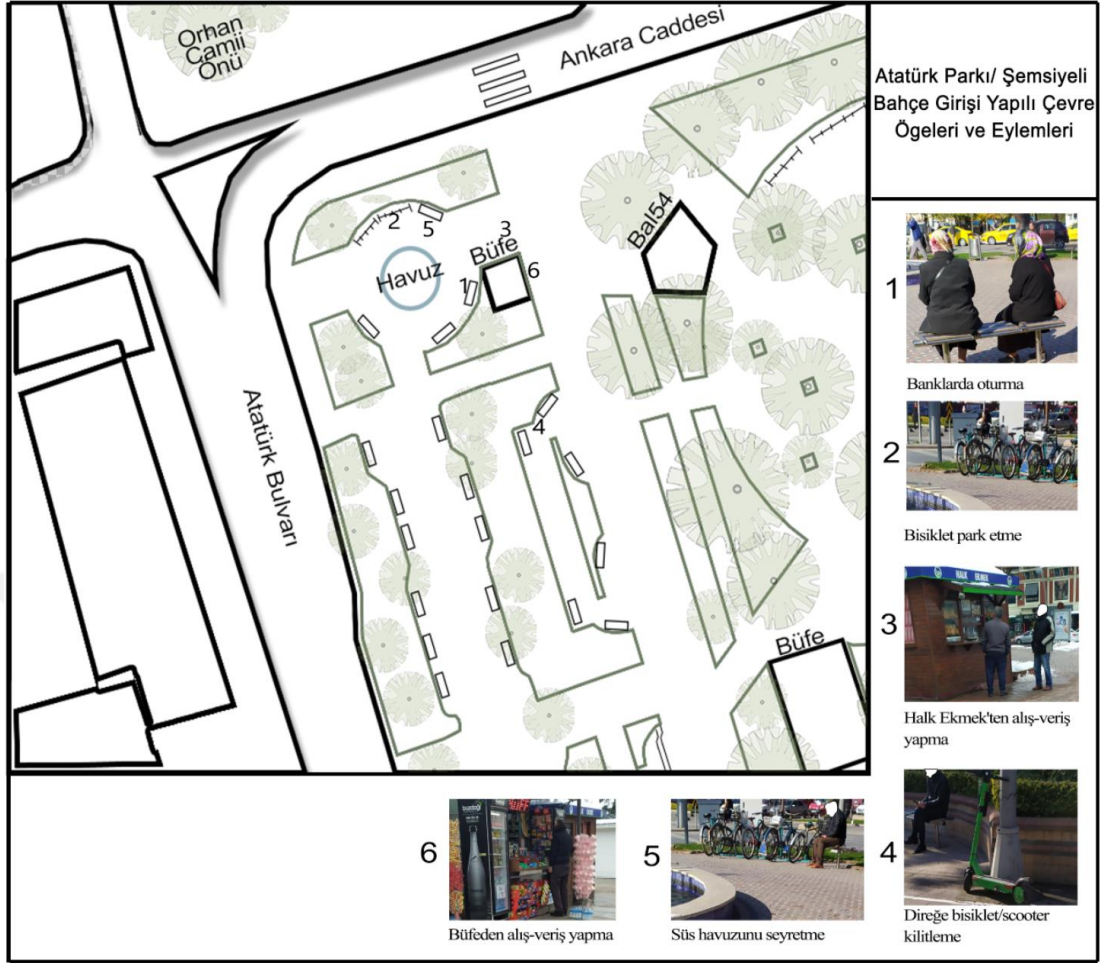 Orhan
Camii
Önü
Ankara Caddesi
Atatürk Parkı/ Şemsiyeli
Bahçe Girişi Yapılı Çevre
Ögeleri ve Eylemleri
Bal54
2
5
3
Büfe
6
Havuz
1
4
Atatürk Bulvarı
Büfe
1
Banklarda oturma
2
Bisiklet park etme
3
HALK EKMEK
Halk Ekmek'ten alış-veriş
yapma
4
Direğe bisiklet/scooter
kilitleme
5
Süs havuzunu seyretme
6
Büfeden alış-veriş yapma